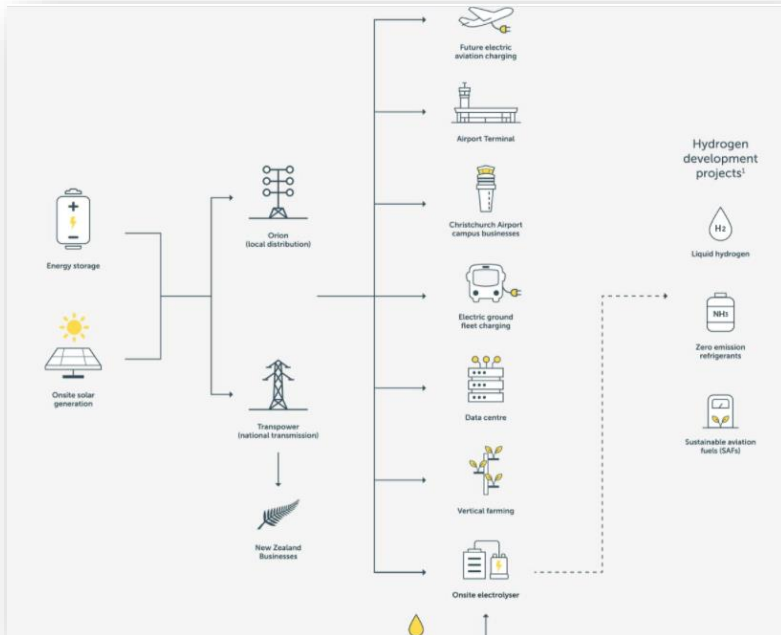 Future electric
aviation charging
Airport Terminal
Hydrogen
development
projects¹
Christchurch Airport
campus businesses
H₂
Liquid hydrogen
Orion
(local distribution)
Energy storage
Electric ground
fleet charging
NH₃
Zero emission
refrigerants
Onsite solar
generation
Data centre
Transpower
(national transmission)
Sustainable aviation
fuels (SAFs)
Vertical farming
New Zealand
Businesses
Onsite electrolyser